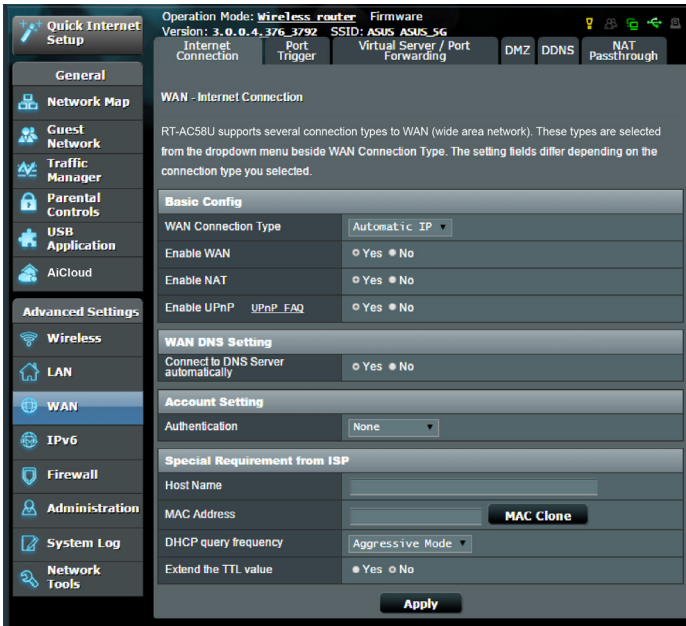 Quick Internet
Setup
General
Network Map
Guest
Network
Traffic
Manager
Parental
Controls
USB
Application
AiCloud
Advanced Settings
Wireless
LAN
WAN
IPv6
Firewall
Administration
System Log
Network
Tools
Operation Mode: Wireless router Firmware
Version: 3.0.0.4.376_3792 SSID: ASUS ASUS_5G
Internet
Connection
Port
Trigger
Virtual Server / Port
Forwarding
DMZ
DDNS
NAT
Passthrough
WAN - Internet Connection
RT-AC58U supports several connection types to WAN (wide area network). These types are selected
from the dropdown menu beside WAN Connection Type. The setting fields differ depending on the
connection type you selected.
Basic Config
WAN Connection Type Automatic IP
Enable WAN Yes No
Enable NAT Yes No
Enable UPnP UPnP FAQ Yes No
WAN DNS Setting
Connect to DNS Server
automatically Yes No
Account Setting
Authentication None
Special Requirement from ISP
Host Name
MAC Address MAC Clone
DHCP query frequency Aggressive Mode
Extend the TTL value Yes No
Apply